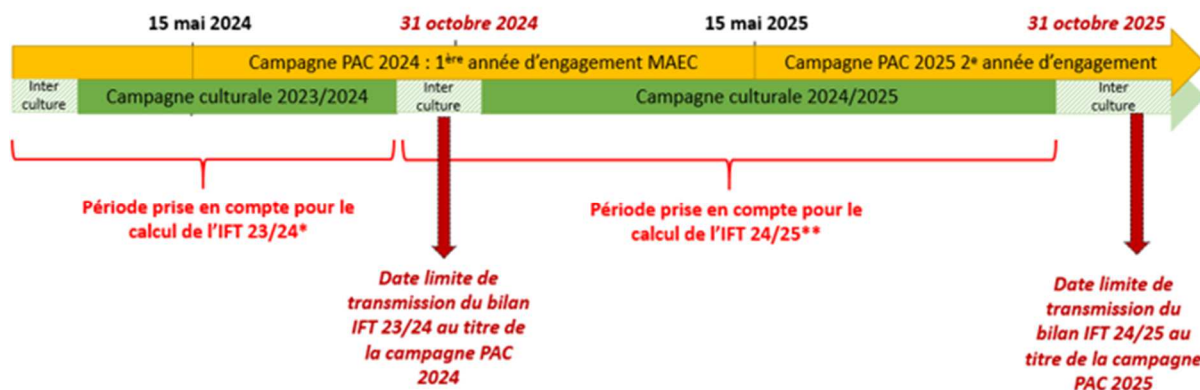 15 mai 2024
31 octobre 2024
15 mai 2025
31 octobre 2025
Campagne PAC 2024 : 1ère année d’engagement MAEC
Campagne PAC 2025 2e année d’engagement
Inter
culture
Campagne culturale 2023/2024
Inter
culture
Campagne culturale 2024/2025
Inter
culture
Période prise en compte pour le
calcul de l’IFT 23/24*
Période prise en compte pour le
calcul de l’IFT 24/25**
Date limite de
transmission du bilan
IFT 23/24 au titre de
la campagne PAC
2024
Date limite de
transmission du
bilan IFT 24/25 au
titre de la campagne
PAC 2025